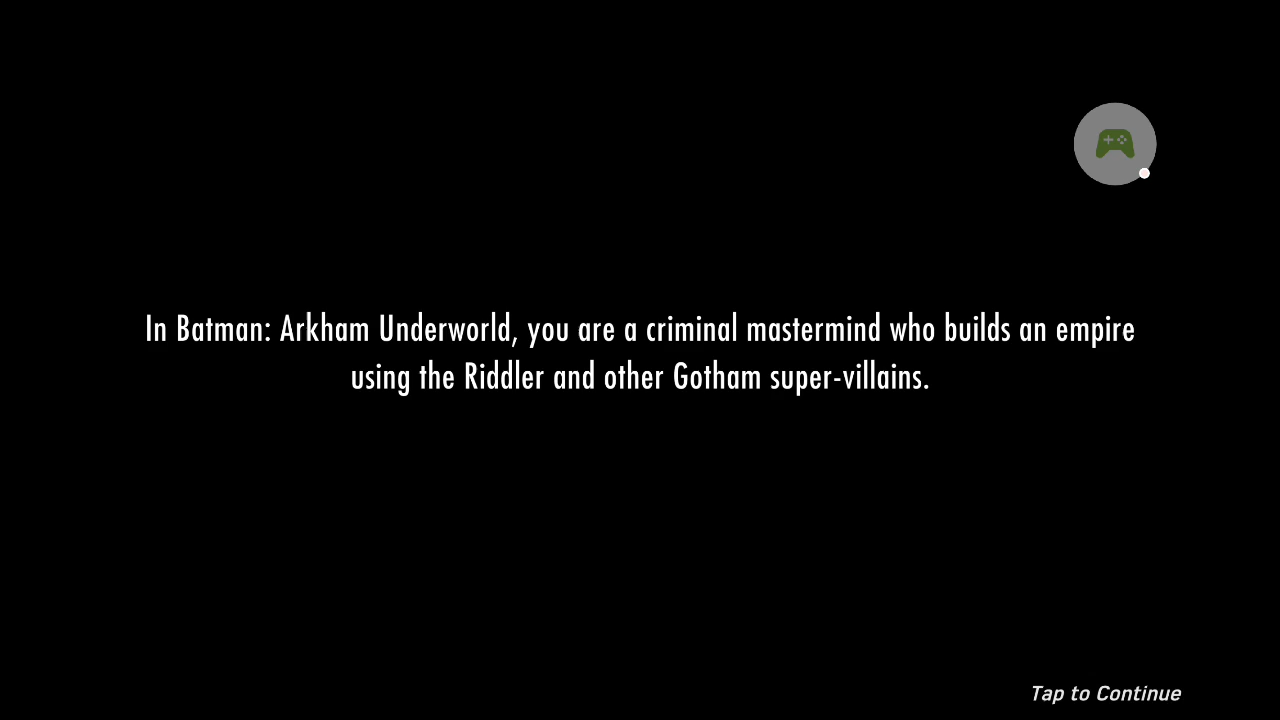 In Batman: Arkham Underworld, you are a criminal mastermind who builds an empire
using the Riddler and other Gotham super-villains.
Tap to Continue